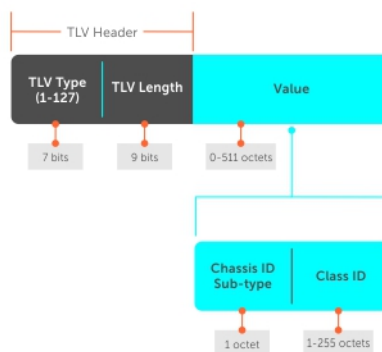 TLV Header
TLV Type
(1-127)
TLV Length
Value
7 bits
9 bits
0-511 octets
Chassis ID
Sub-type
Class ID
1 octet
1-255 octets